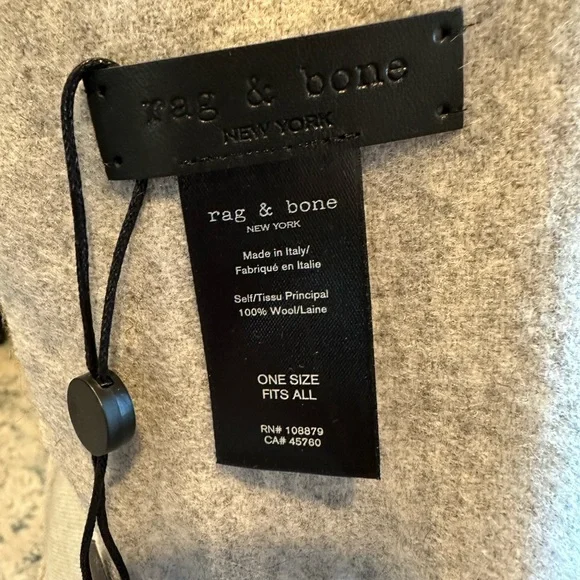 rag & bone
NEW YORK
rag & bone
NEW YORK
Made in Italy/
Fabriqué en Italie
Self/Tissu Principal
100% Wool/Laine
ONE SIZE
FITS ALL
RN# 108879
CA# 45760